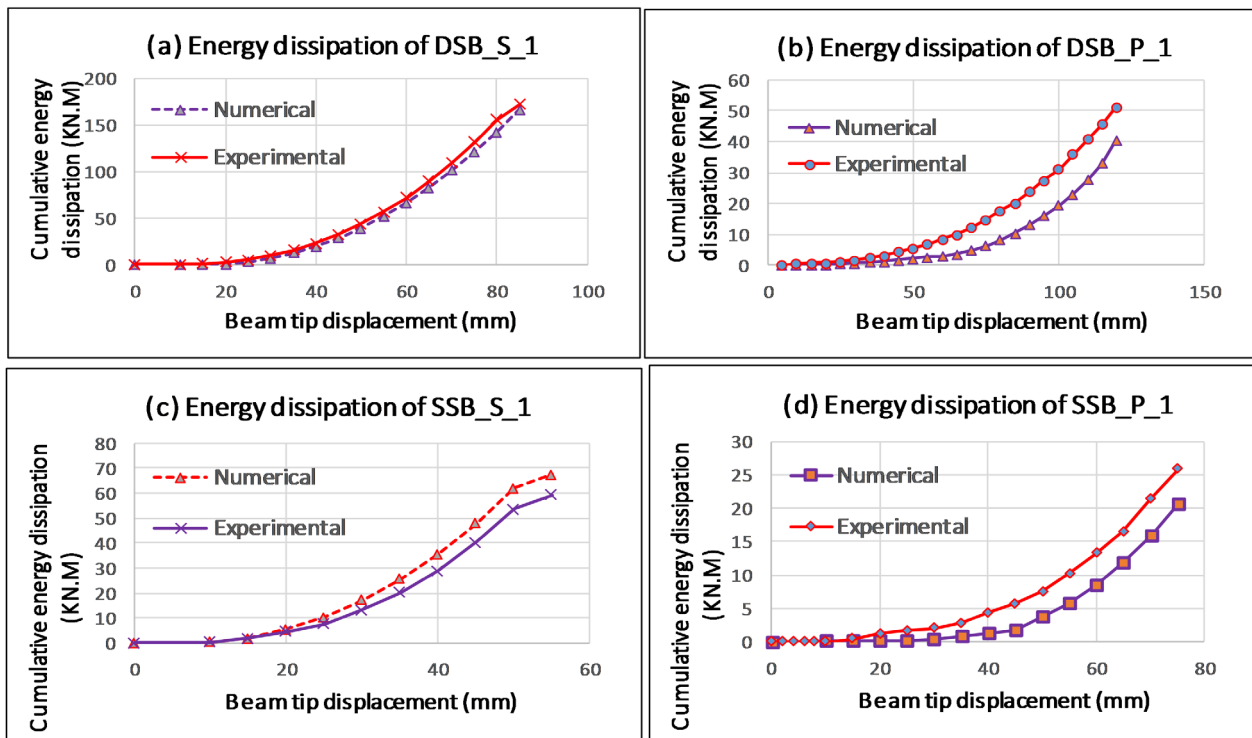 (a) Energy dissipation of DSB_S_1
Cumulative energy
dissipation (KN.M)
200
150
100
50
0
Numerical
Experimental
0
20
40
60
80
100
Beam tip displacement (mm)
(b) Energy dissipation of DSB_P_1
Cumulative energy
dissipation (KN.M)
60
50
40
30
20
10
0
Numerical
Experimental
0
50
100
150
Beam tip displacement (mm)
(c) Energy dissipation of SSB_S_1
Cumulative energy dissipation
(KN.M)
80
70
60
50
40
30
20
10
0
Numerical
Experimental
0
20
40
60
Beam tip displacement (mm)
(d) Energy dissipation of SSB_P_1
Cumulative energy dissipation
(KN.M)
30
25
20
15
10
5
0
Numerical
Experimental
0
20
40
60
80
Beam tip displacement (mm)